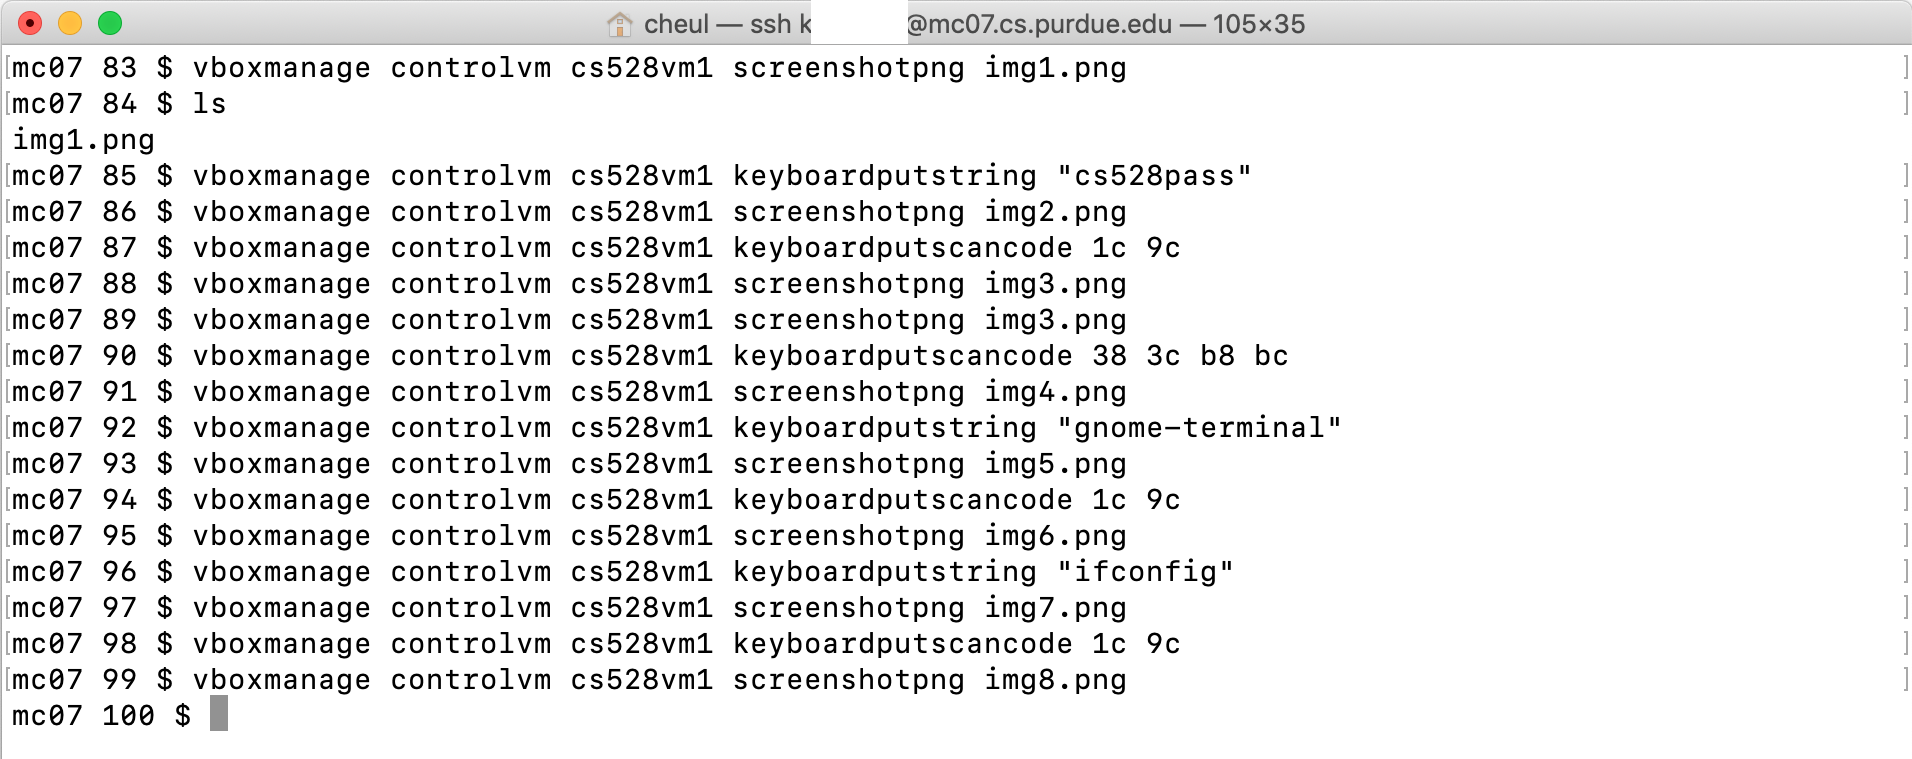 cheul — ssh k @mc07.cs.purdue.edu — 105×35
[mc07 83 $ vboxmanage controlvm cs528vm1 screenshotpng img1.png ]
[mc07 84 $ ls ]
img1.png
[mc07 85 $ vboxmanage controlvm cs528vm1 keyboardputstring "cs528pass" ]
[mc07 86 $ vboxmanage controlvm cs528vm1 screenshotpng img2.png ]
[mc07 87 $ vboxmanage controlvm cs528vm1 keyboardputscancode 1c 9c ]
[mc07 88 $ vboxmanage controlvm cs528vm1 screenshotpng img3.png ]
[mc07 89 $ vboxmanage controlvm cs528vm1 screenshotpng img3.png ]
[mc07 90 $ vboxmanage controlvm cs528vm1 keyboardputscancode 38 3c b8 bc ]
[mc07 91 $ vboxmanage controlvm cs528vm1 screenshotpng img4.png ]
[mc07 92 $ vboxmanage controlvm cs528vm1 keyboardputstring "gnome-terminal" ]
[mc07 93 $ vboxmanage controlvm cs528vm1 screenshotpng img5.png ]
[mc07 94 $ vboxmanage controlvm cs528vm1 keyboardputscancode 1c 9c ]
[mc07 95 $ vboxmanage controlvm cs528vm1 screenshotpng img6.png ]
[mc07 96 $ vboxmanage controlvm cs528vm1 keyboardputstring "ifconfig" ]
[mc07 97 $ vboxmanage controlvm cs528vm1 screenshotpng img7.png ]
[mc07 98 $ vboxmanage controlvm cs528vm1 keyboardputscancode 1c 9c ]
[mc07 99 $ vboxmanage controlvm cs528vm1 screenshotpng img8.png ]
mc07 100 $